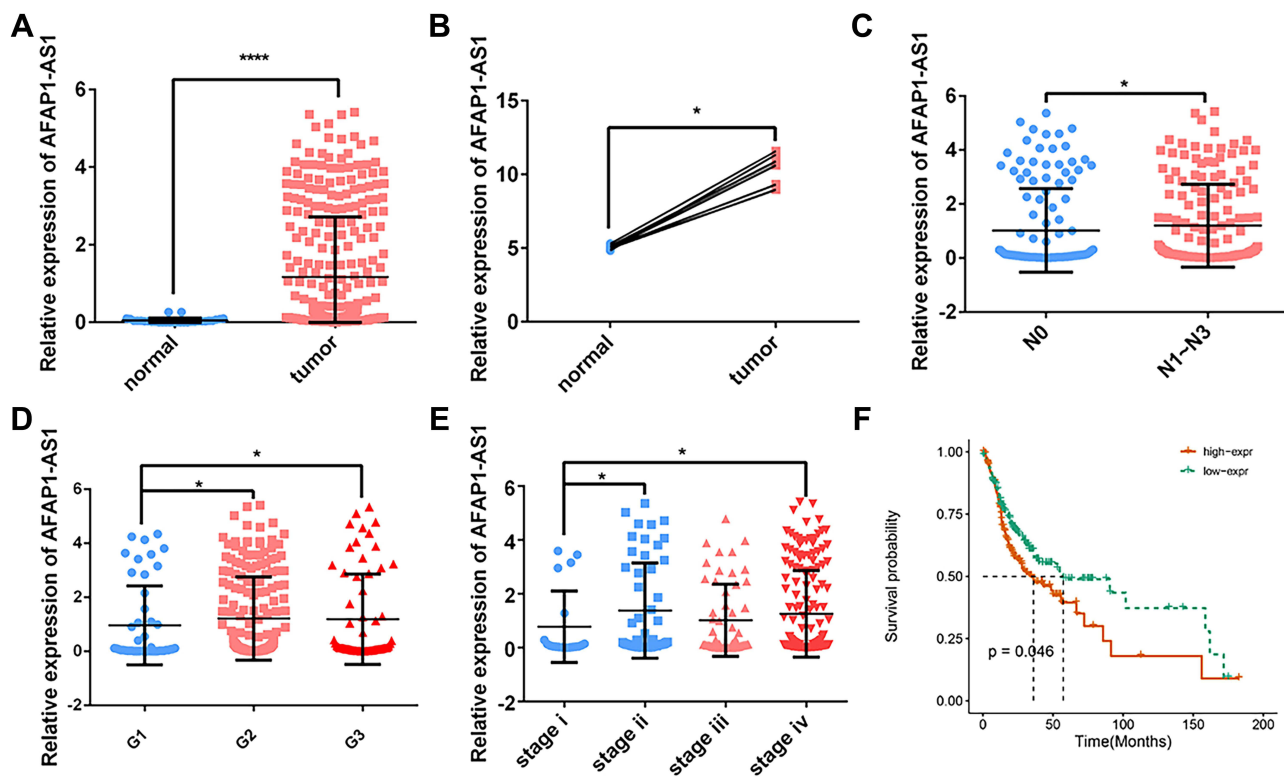 A
Relative expression of AFAP1-AS1
****
6
4
2
0
normal
tumor
B
Relative expression of AFAP1-AS1
*
15
10
5
0
normal
tumor
C
Relative expression of AFAP1-AS1
*
6
4
2
0
-2
N0
N1~N3
D
Relative expression of AFAP1-AS1
*
*
6
4
2
0
-2
G1
G2
G3
E
Relative expression of AFAP1-AS1
*
*
6
4
2
0
-2
stage i
stage ii
stage iii
stage iv
F
Survival probability
high-expr
low-expr
1.00
0.75
0.50
0.25
0.00
p = 0.046
0
50
100
150
200
Time(Months)